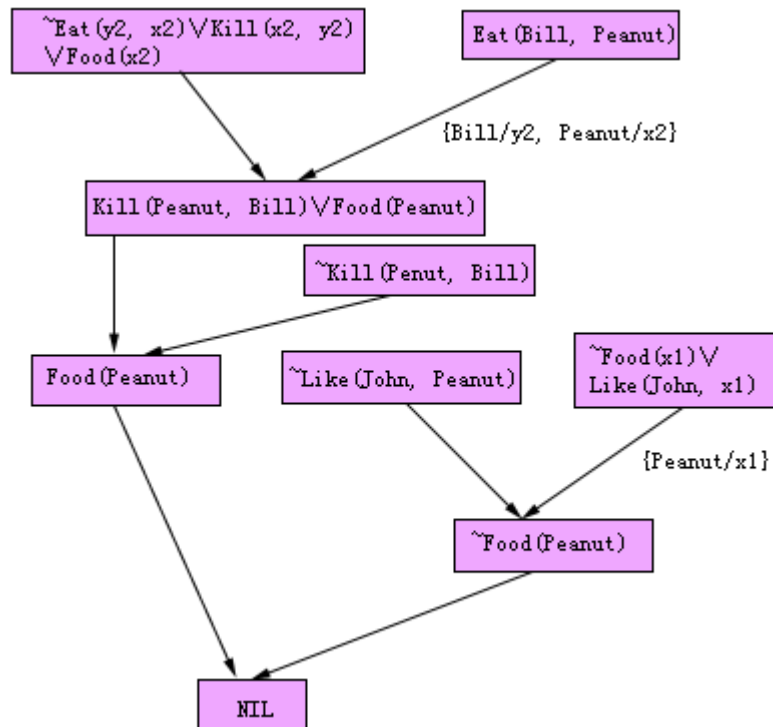 ~Eat(y2, x2)∨Kill(x2, y2)
∨Food(x2)
Eat(Bill, Peanut)
{Bill/y2, Peanut/x2}
Kill(Peanut, Bill)∨Food(Peanut)
~Kill(Penut, Bill)
Food(Peanut)
~Like(John, Peanut)
~Food(x1)∨
Like(John, x1)
{Peanut/x1}
~Food(Peanut)
NIL